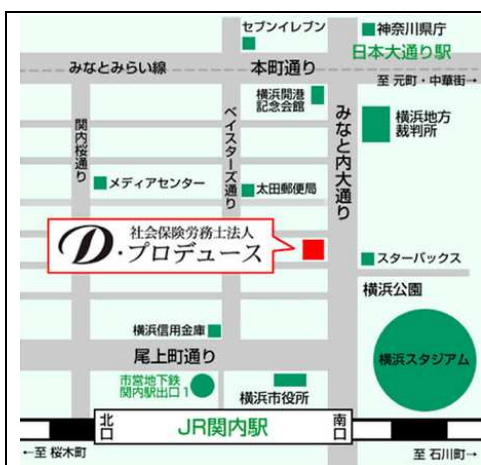 セブンイレブン
神奈川県庁
日本大通り駅
みなとみらい線
本町通り
至 元町・中華街→
横浜開港
記念会館
横浜地方
裁判所
関内桜通り
ベイスターズ通り
みなと内大通り
メディアセンター
太田郵便局
社会保険労務士法人
D・プロデュース
スターバックス
横浜公園
横浜信用金庫
尾上町通り
横浜スタジアム
市営地下鉄
関内駅出口1
横浜市役所
北口
JR関内駅
南口
←至 桜木町
至 石川町→